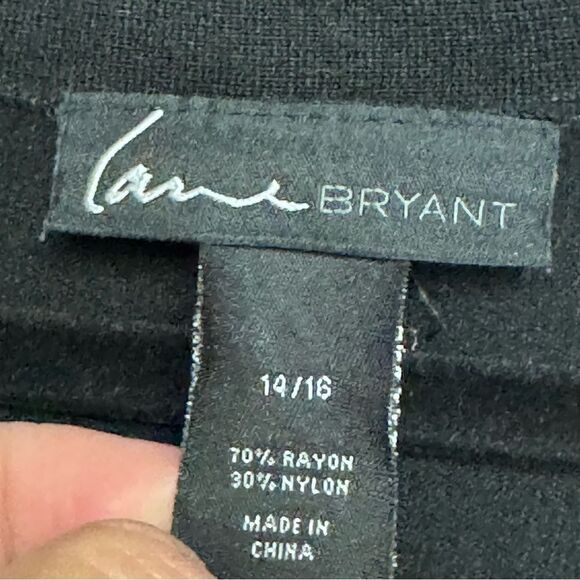 Lane BRYANT
14/16
70% RAYON
30% NYLON
MADE IN
CHINA